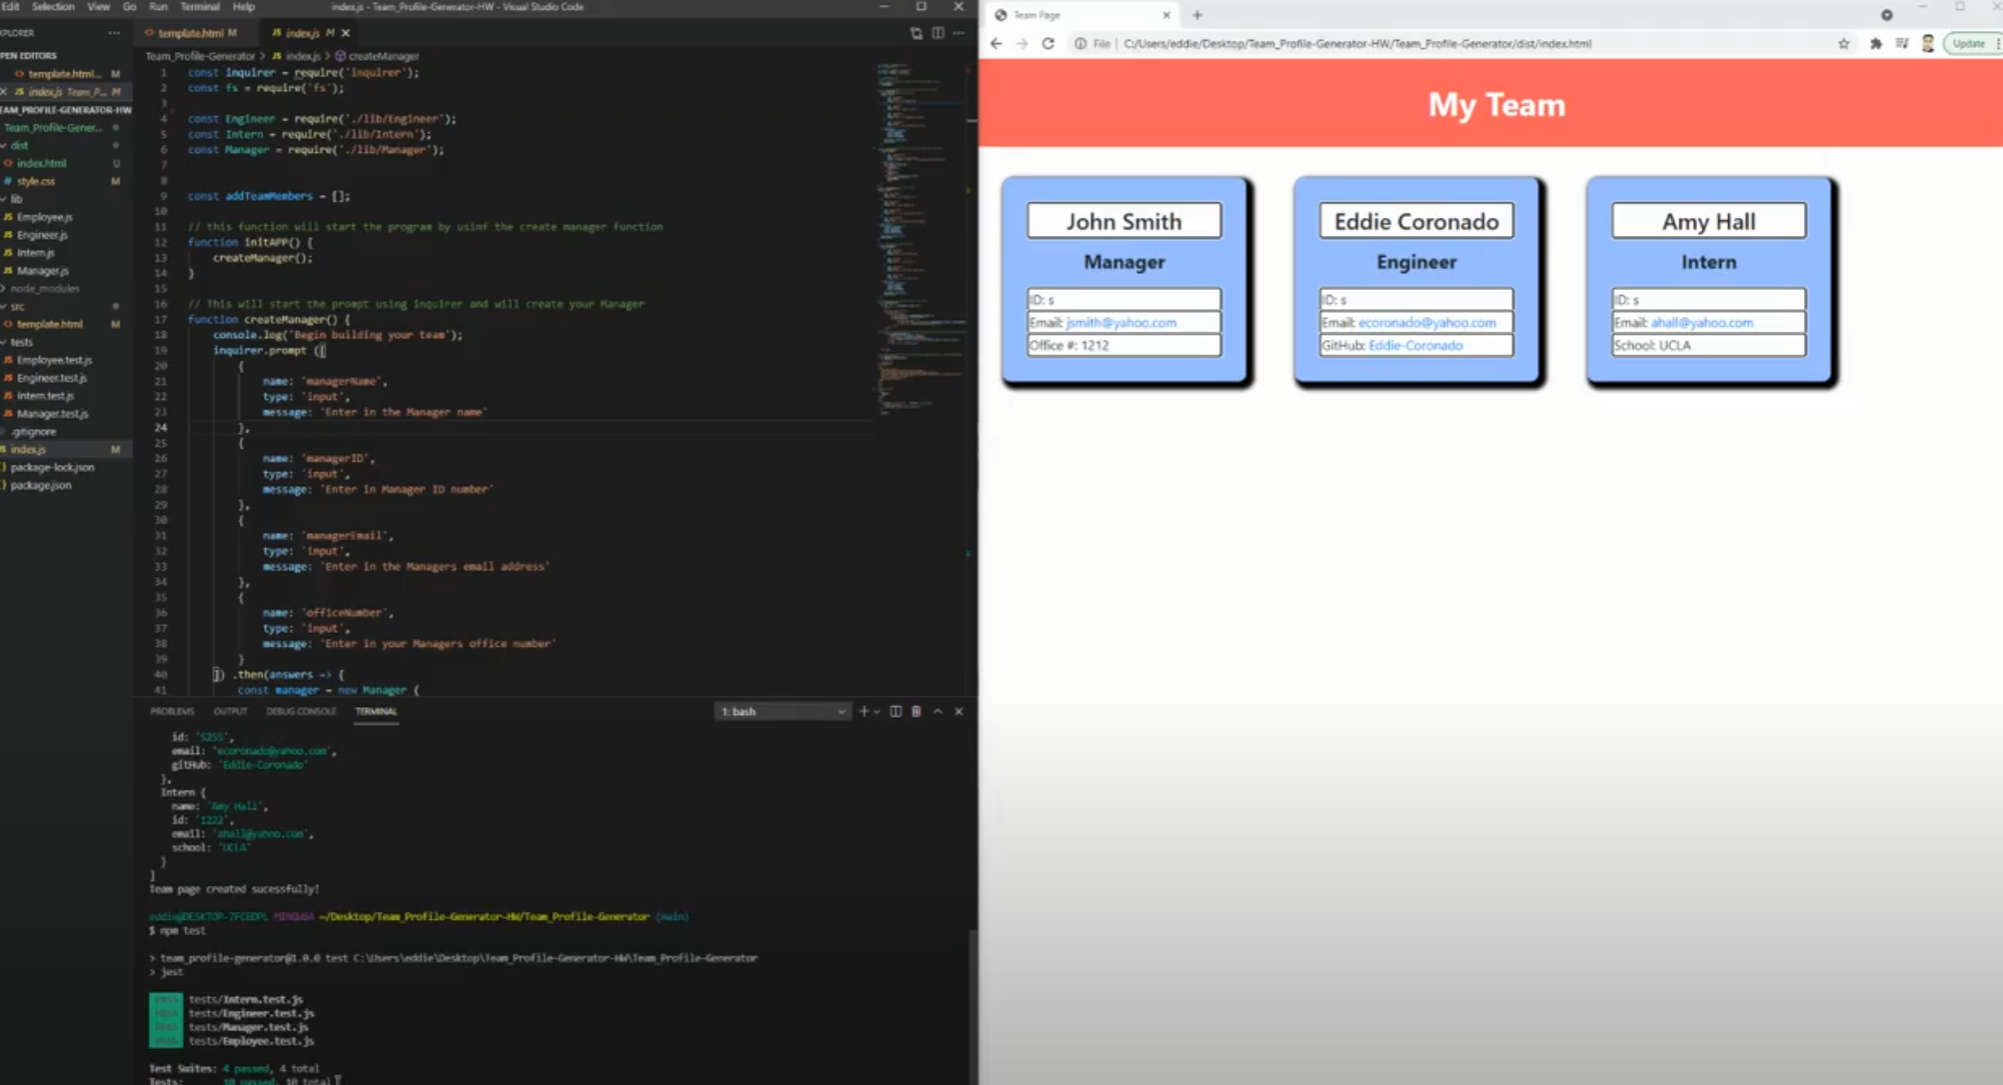 Edit Selection View Go Run Terminal Help
index.js - Team_Profile-Generator-HW - Visual Studio Code
XPLORER ···
PEN EDITORS
template.html... M
index.js Team_P... M
EAM_PROFILE-GENERATOR-HW
Team_Profile-Gener...
dist
index.html U
style.css M
lib
Employee.js
Engineer.js
Intern.js
Manager.js
node_modules
src
template.html M
tests
Employee.test.js
Engineer.test.js
Intern.test.js
Manager.test.js
.gitignore
index.js M
package-lock.json
package.json
template.html M
index.js M
Team_Profile-Generator > index.js > createManager
1 const inquirer = require('inquirer');
2 const fs = require('fs');
3
4 const Engineer = require('./lib/Engineer');
5 const Intern = require('./lib/Intern');
6 const Manager = require('./lib/Manager');
7
8
9 const addTeamMembers = [];
10
11 // this function will start the program by usinf the create manager function
12 function initAPP() {
13 createManager();
14 }
15
16 // This will start the prompt using inquirer and will create your Manager
17 function createManager() {
18 console.log('Begin building your team');
19 inquirer.prompt ([
20 {
21 name: 'managerName',
22 type: 'input',
23 message: 'Enter in the Manager name'
24 },
25 {
26 name: 'managerID',
27 type: 'input',
28 message: 'Enter in Manager ID number'
29 },
30 {
31 name: 'managerEmail',
32 type: 'input',
33 message: 'Enter in the Managers email address'
34 },
35 {
36 name: 'officeNumber',
37 type: 'input',
38 message: 'Enter in your Managers office number'
39 }
40 ]) .then(answers => {
41 const manager = new Manager (
PROBLEMS OUTPUT DEBUG CONSOLE TERMINAL
1: bash
id: '5255',
email: 'ecoronado@yahoo.com',
gitHub: 'Eddie-Coronado'
},
Intern {
name: 'Amy Hall',
id: '1222',
email: 'ahall@yahoo.com',
school: 'UCLA'
}
]
Team page created sucessfully!
eddie@DESKTOP-7FCEDPL MINGW64 ~/Desktop/Team_Profile-Generator-HW/Team_Profile-Generator (main)
$ npm test
> team_profile-generator@1.0.0 test C:\Users\eddie\Desktop\Team_Profile-Generator-HW\Team_Profile-Generator
> jest
PASS tests/Intern.test.js
PASS tests/Engineer.test.js
PASS tests/Manager.test.js
PASS tests/Employee.test.js
Test Suites: 4 passed, 4 total
Tests: 10 passed, 10 total
Team Page
File | C:/Users/eddie/Desktop/Team_Profile-Generator-HW/Team_Profile-Generator/dist/index.html
Update
My Team
John Smith
Manager
ID: s
Email: jsmith@yahoo.com
Office #: 1212
Eddie Coronado
Engineer
ID: s
Email: ecoronado@yahoo.com
GitHub: Eddie-Coronado
Amy Hall
Intern
ID: s
Email: ahall@yahoo.com
School: UCLA